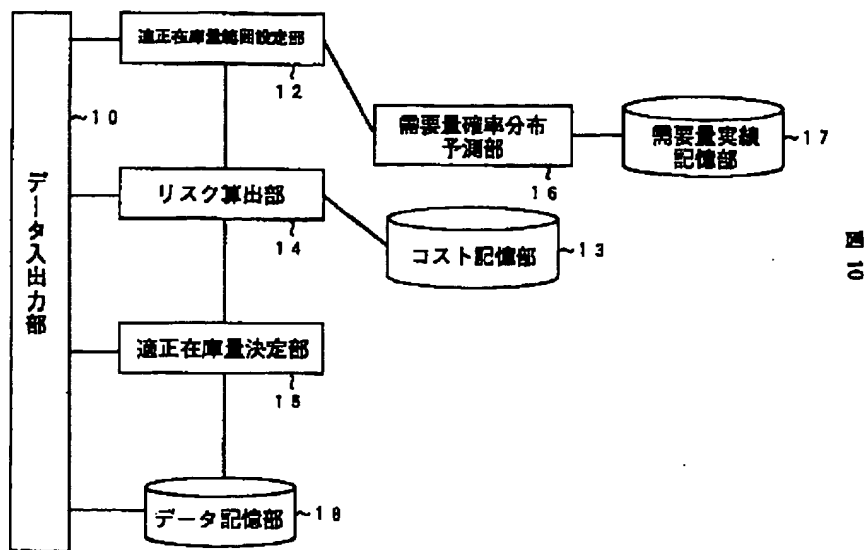 適正在庫量範囲設定部
12
10
需要量確率分布
予測部
16
需要量実績
記憶部
17
データ入出力部
リスク算出部
14
コスト記憶部
13
図10
適正在庫量決定部
15
データ記憶部
18